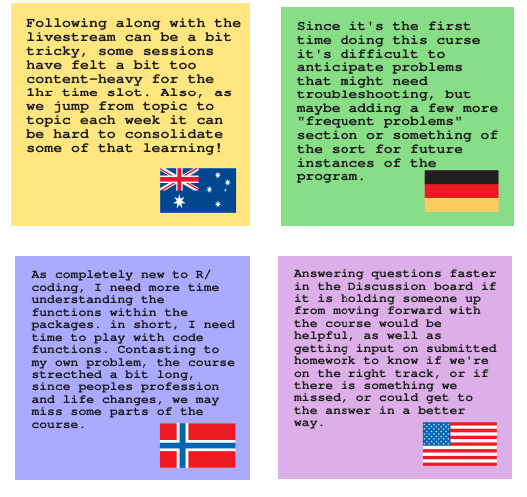 Following along with the
livestream can be a bit
tricky, some sessions
have felt a bit too
content-heavy for the
1hr time slot. Also, as
we jump from topic to
topic each week it can
be hard to consolidate
some of that learning!
Since it's the first
time doing this curse
it's difficult to
anticipate problems
that might need
troubleshooting, but
maybe adding a few more
"frequent problems"
section or something of
the sort for future
instances of the
program.
As completely new to R/
coding, I need more time
understanding the
functions within the
packages. in short, I need
time to play with code
functions. Contasting to
my own problem, the course
strecthed a bit long,
since peoples profession
and life changes, we may
miss some parts of the
course.
Answering questions faster
in the Discussion board if
it is holding someone up
from moving forward with
the course would be
helpful, as well as
getting input on submitted
homework to know if we're
on the right track, or if
there is something we
missed, or could get to
the answer in a better
way.